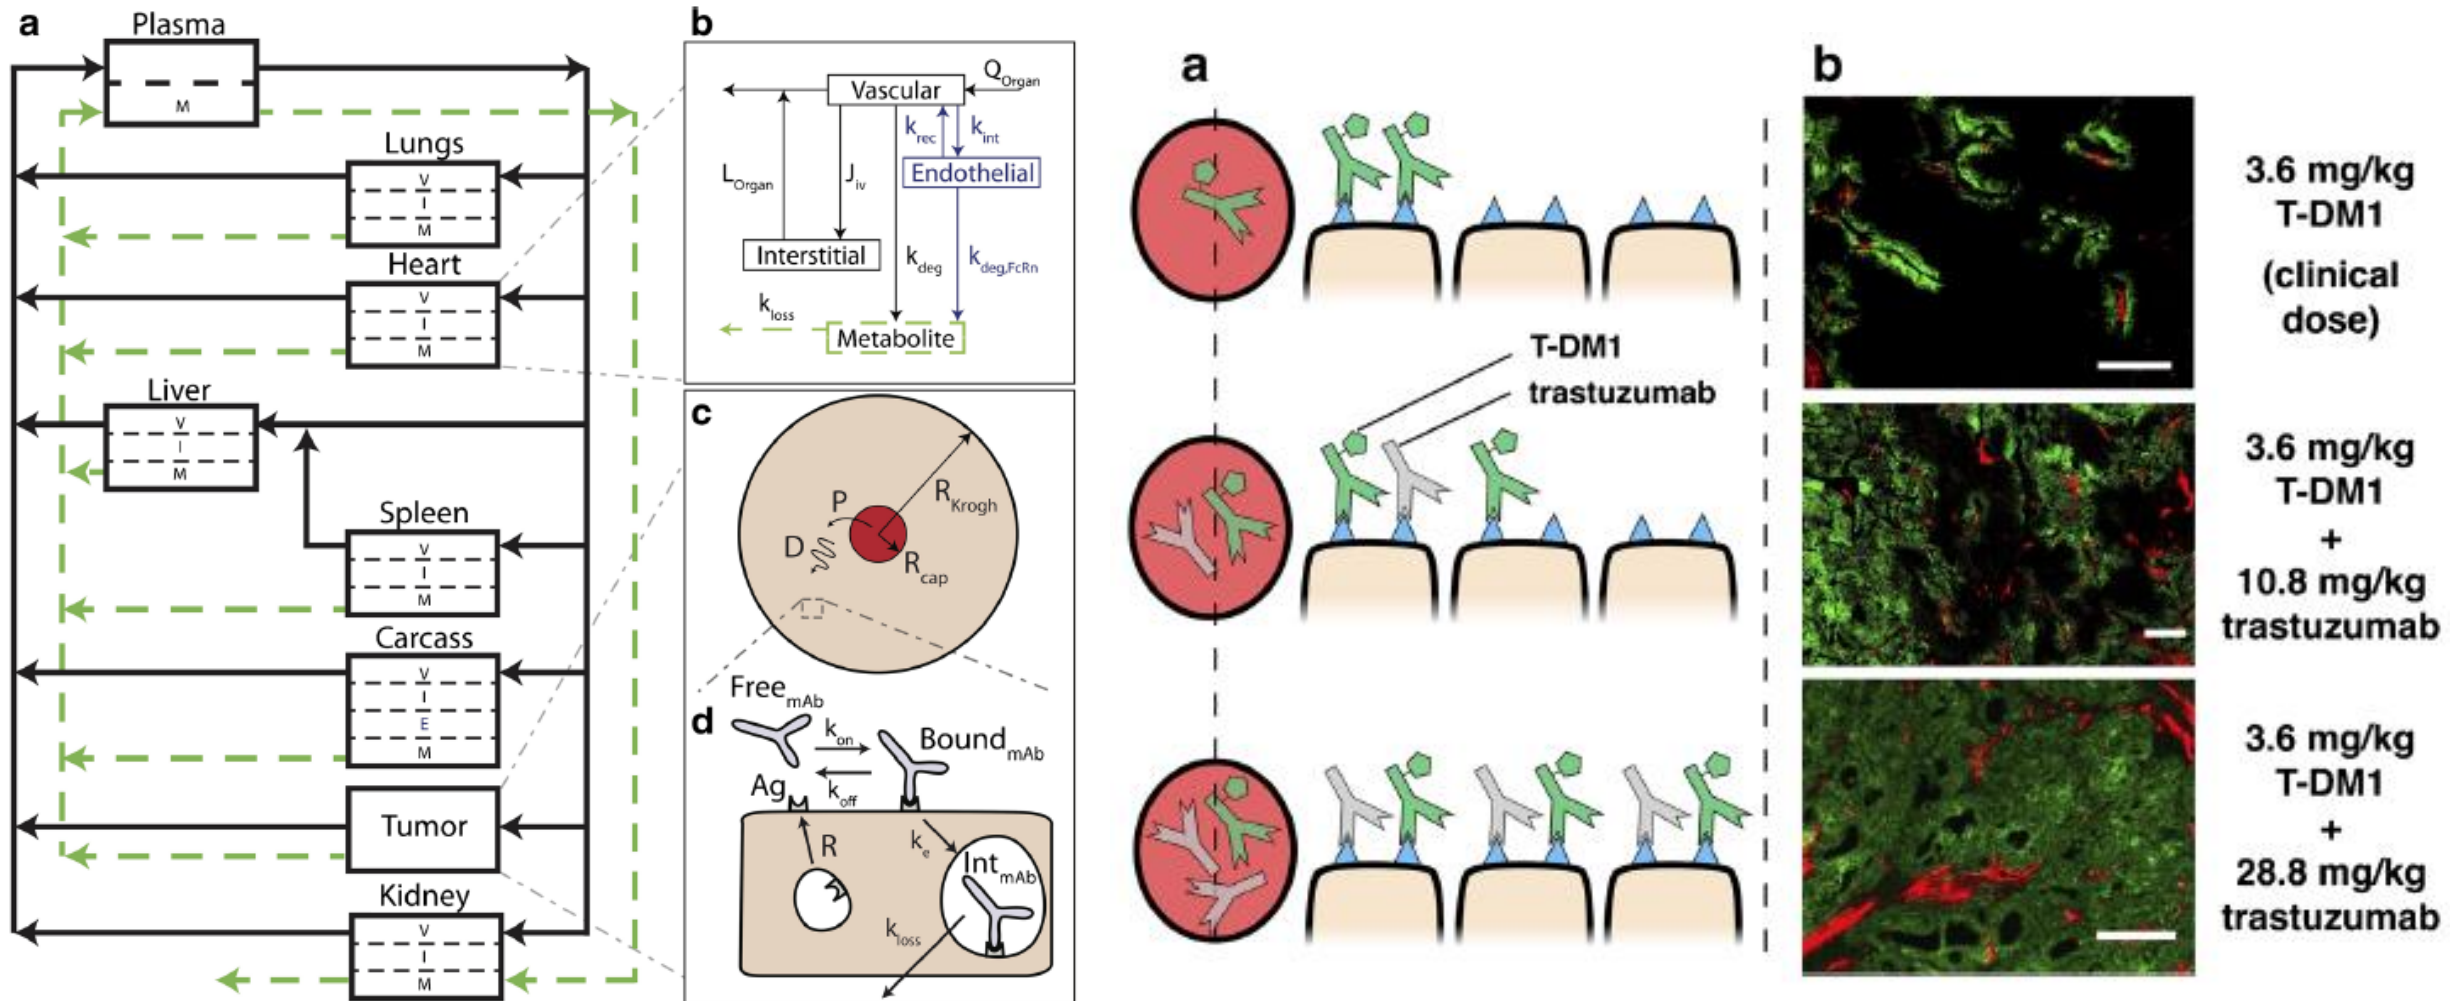 a
Plasma
M
Lungs
V
I
M
Heart
V
I
M
Liver
V
I
M
Spleen
V
I
M
Carcass
V
I
E
M
Tumor
Kidney
V
I
M
b
Vascular
QOrgan
krec
kint
Endothelial
LOrgan
Jiv
Interstitial
kdeg
kdeg,FcRn
kloss
Metabolite
c
P
D
RKrogh
Rcap
d
FreemAb
kon
BoundmAb
Ag
koff
R
ke
IntmAb
kloss
a
T-DM1
trastuzumab
b
3.6 mg/kg
T-DM1
(clinical
dose)
3.6 mg/kg
T-DM1
+
10.8 mg/kg
trastuzumab
3.6 mg/kg
T-DM1
+
28.8 mg/kg
trastuzumab